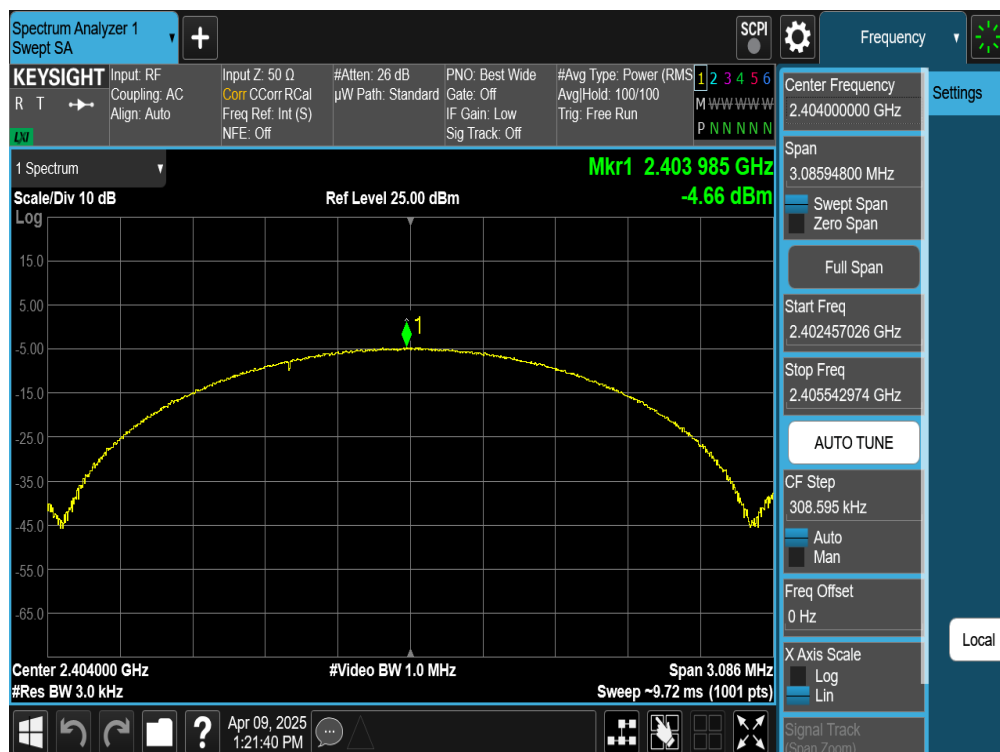 Spectrum Analyzer 1
Swept SA
+
SCPI
Frequency
KEYSIGHT
R T
LXI
Input: RF
Coupling: AC
Align: Auto
Input Z: 50 Ω
Corr CCorr RCal
Freq Ref: Int (S)
NFE: Off
#Atten: 26 dB
µW Path: Standard
PNO: Best Wide
Gate: Off
IF Gain: Low
Sig Track: Off
#Avg Type: Power (RMS
Avg|Hold: 100/100
Trig: Free Run
1 2 3 4 5 6
M W W W W W W
P N N N N N
1 Spectrum
Mkr1 2.403 985 GHz
-4.66 dBm
Scale/Div 10 dB
Ref Level 25.00 dBm
Log
15.0
5.00
-5.00
-15.0
-25.0
-35.0
-45.0
-55.0
-65.0
1
Center 2.404000 GHz
#Video BW 1.0 MHz
Span 3.086 MHz
#Res BW 3.0 kHz
Sweep ~9.72 ms (1001 pts)
Apr 09, 2025
1:21:40 PM
?
Center Frequency
2.404000000 GHz
Settings
Span
3.08594800 MHz
Swept Span
Zero Span
Full Span
Start Freq
2.402457026 GHz
Stop Freq
2.405542974 GHz
AUTO TUNE
CF Step
308.595 kHz
Auto
Man
Freq Offset
0 Hz
Local
X Axis Scale
Log
Lin
Signal Track
(Span Zoom)